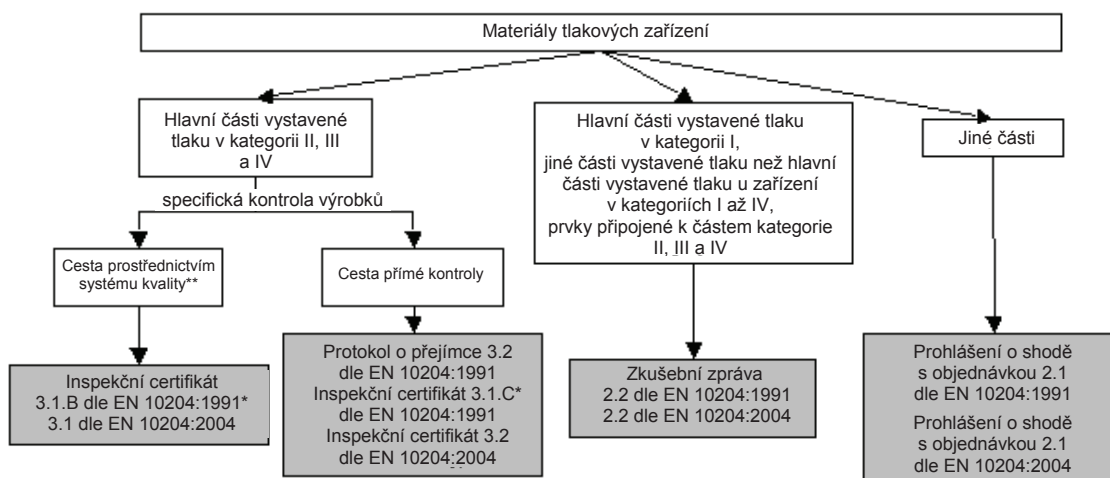 Materiály tlakových zařízení
Hlavní části vystavené
tlaku v kategorii II, III
a IV
Hlavní části vystavené tlaku
v kategorii I,
jiné části vystavené tlaku než hlavní
části vystavené tlaku u zařízení
v kategoriích I až IV,
prvky připojené k částem kategorie
II, III a IV
Jiné části
specifická kontrola výrobků
Cesta prostřednictvím
systému kvality**
Cesta přímé kontroly
Inspekční certifikát
3.1.B dle EN 10204:1991*
3.1 dle EN 10204:2004
Protokol o přejímce 3.2
dle EN 10204:1991
Inspekční certifikát 3.1.C*
dle EN 10204:1991
Inspekční certifikát 3.2
dle EN 10204:2004
Zkušební zpráva
2.2 dle EN 10204:1991
2.2 dle EN 10204:2004
Prohlášení o shodě
s objednávkou 2.1
dle EN 10204:1991
Prohlášení o shodě
s objednávkou 2.1
dle EN 10204:2004